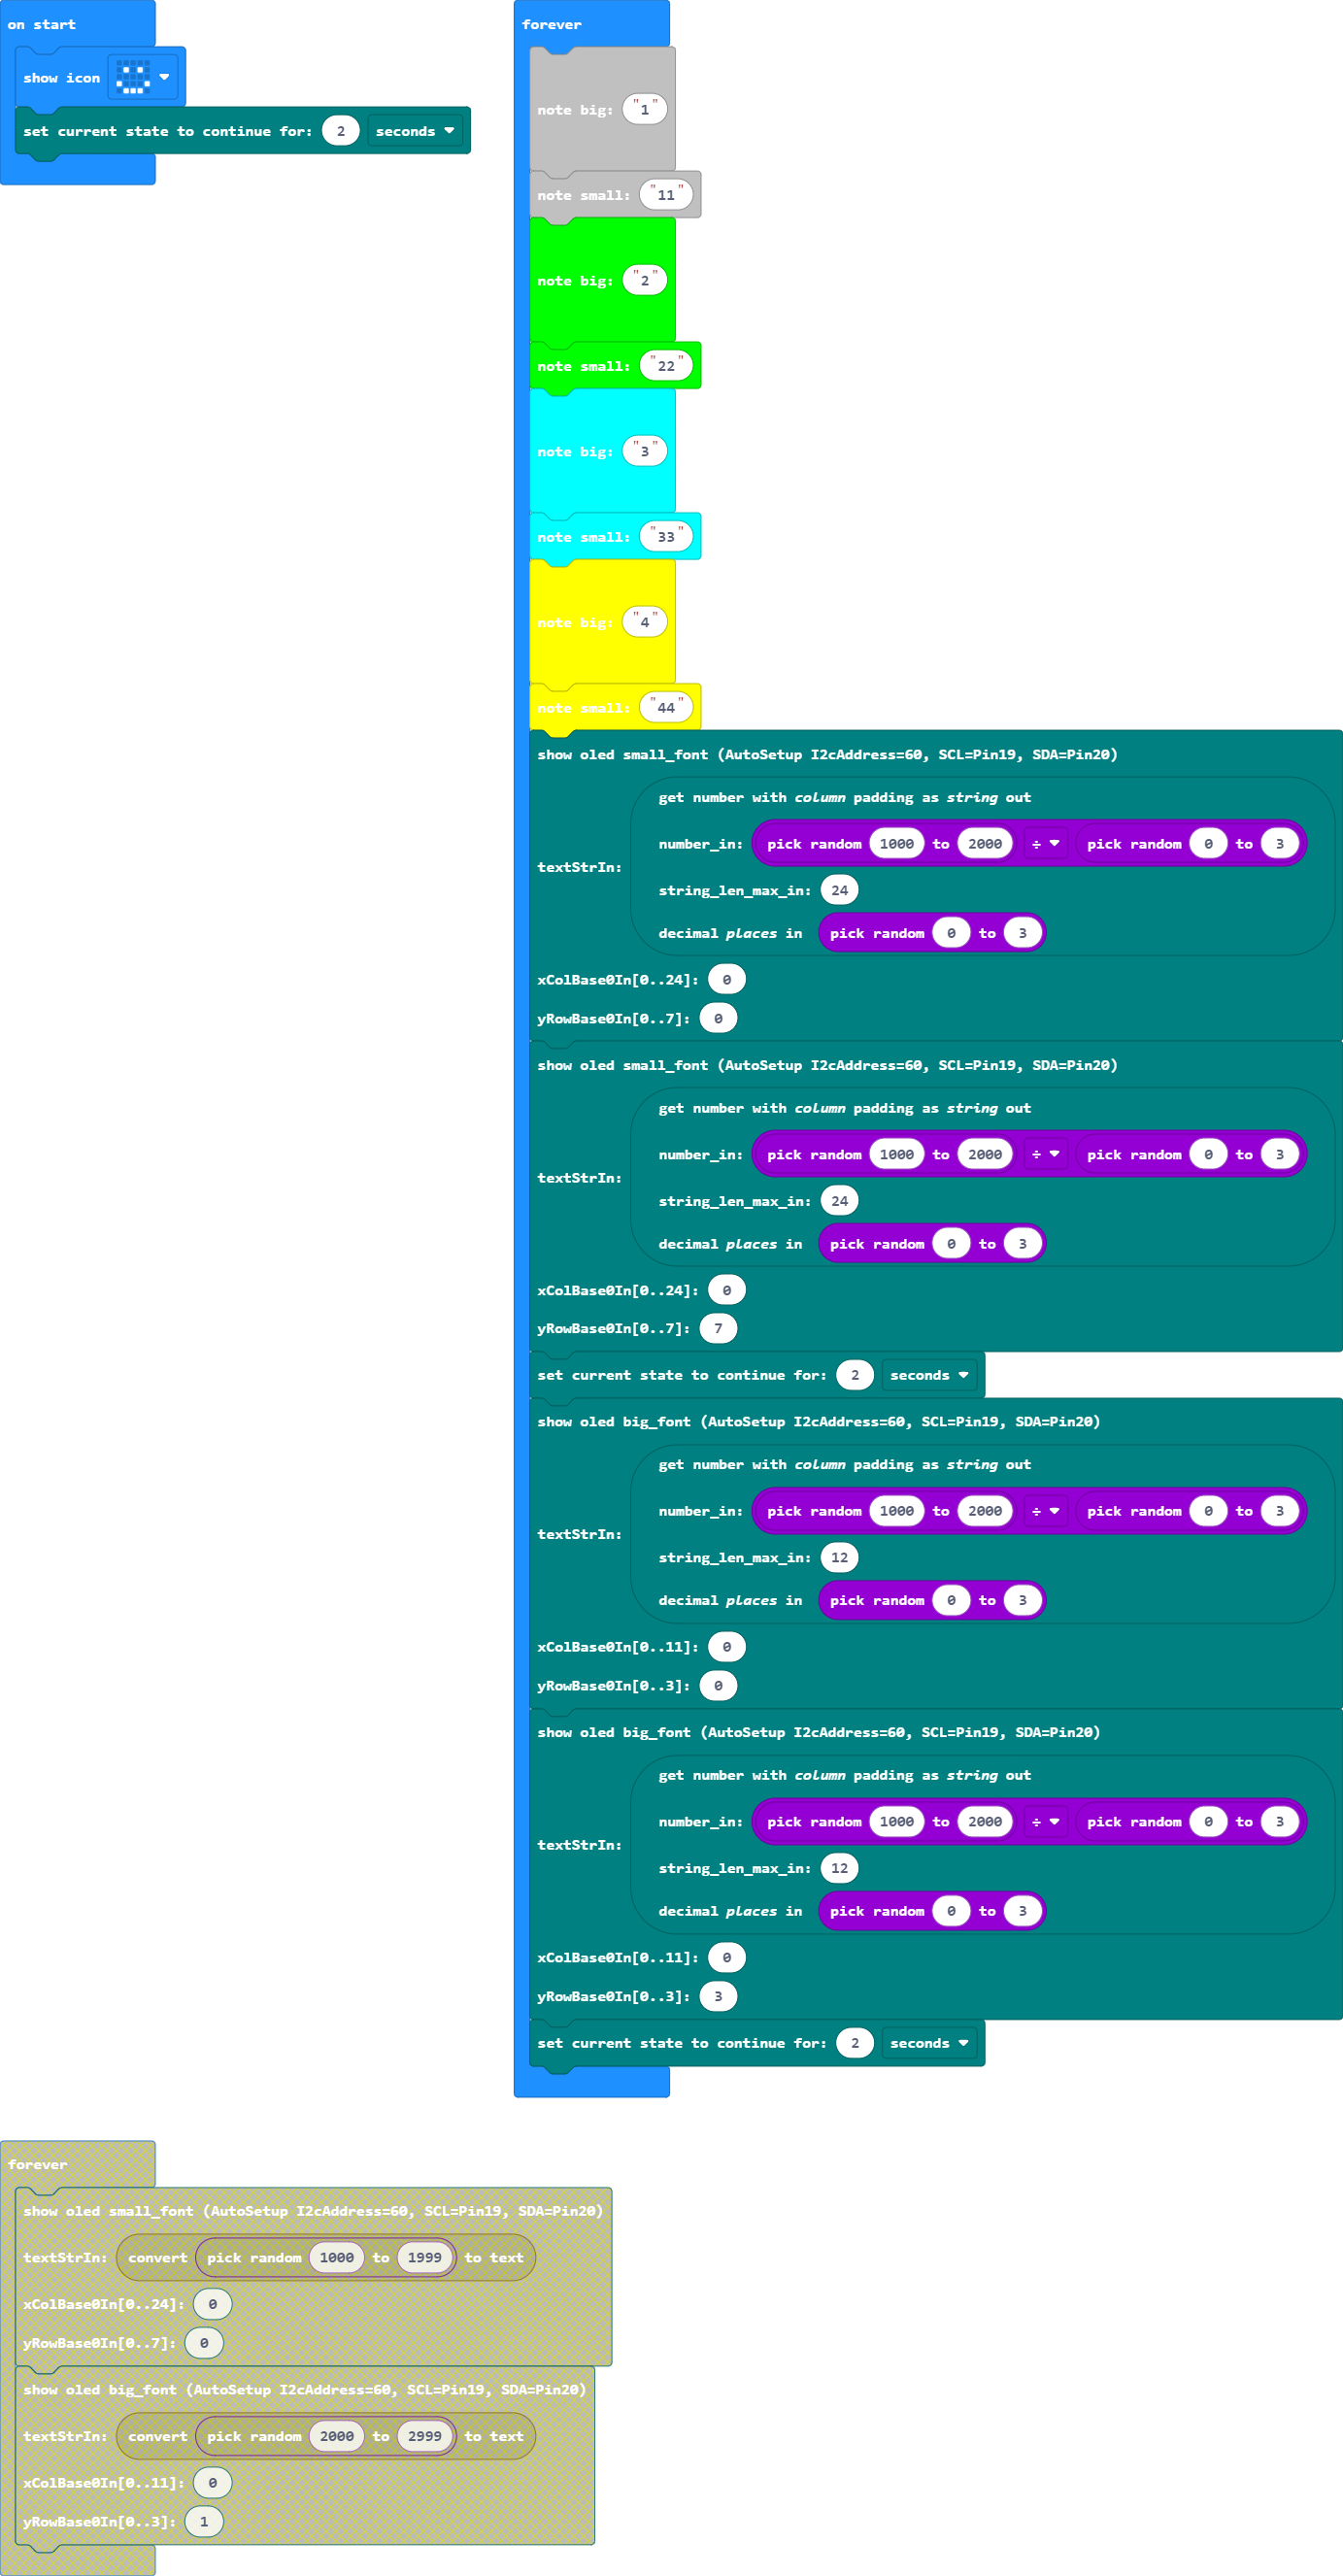 on start
show icon
set current state to continue for: 2 seconds
forever
note big: "1"
note small: "11"
note big: "2"
note small: "22"
note big: "3"
note small: "33"
note big: "4"
note small: "44"
show oled small_font (AutoSetup I2cAddress=60, SCL=Pin19, SDA=Pin20)
textStrIn:
get number with column padding as string out
number_in: pick random 1000 to 2000 ÷ pick random 0 to 3
string_len_max_in: 24
decimal places in pick random 0 to 3
xColBase0In[0..24]: 0
yRowBase0In[0..7]: 0
show oled small_font (AutoSetup I2cAddress=60, SCL=Pin19, SDA=Pin20)
textStrIn:
get number with column padding as string out
number_in: pick random 1000 to 2000 ÷ pick random 0 to 3
string_len_max_in: 24
decimal places in pick random 0 to 3
xColBase0In[0..24]: 0
yRowBase0In[0..7]: 7
set current state to continue for: 2 seconds
show oled big_font (AutoSetup I2cAddress=60, SCL=Pin19, SDA=Pin20)
textStrIn:
get number with column padding as string out
number_in: pick random 1000 to 2000 ÷ pick random 0 to 3
string_len_max_in: 12
decimal places in pick random 0 to 3
xColBase0In[0..11]: 0
yRowBase0In[0..3]: 0
show oled big_font (AutoSetup I2cAddress=60, SCL=Pin19, SDA=Pin20)
textStrIn:
get number with column padding as string out
number_in: pick random 1000 to 2000 ÷ pick random 0 to 3
string_len_max_in: 12
decimal places in pick random 0 to 3
xColBase0In[0..11]: 0
yRowBase0In[0..3]: 3
set current state to continue for: 2 seconds
forever
show oled small_font (AutoSetup I2cAddress=60, SCL=Pin19, SDA=Pin20)
textStrIn: convert pick random 1000 to 1999 to text
xColBase0In[0..24]: 0
yRowBase0In[0..7]: 0
show oled big_font (AutoSetup I2cAddress=60, SCL=Pin19, SDA=Pin20)
textStrIn: convert pick random 2000 to 2999 to text
xColBase0In[0..11]: 0
yRowBase0In[0..3]: 1